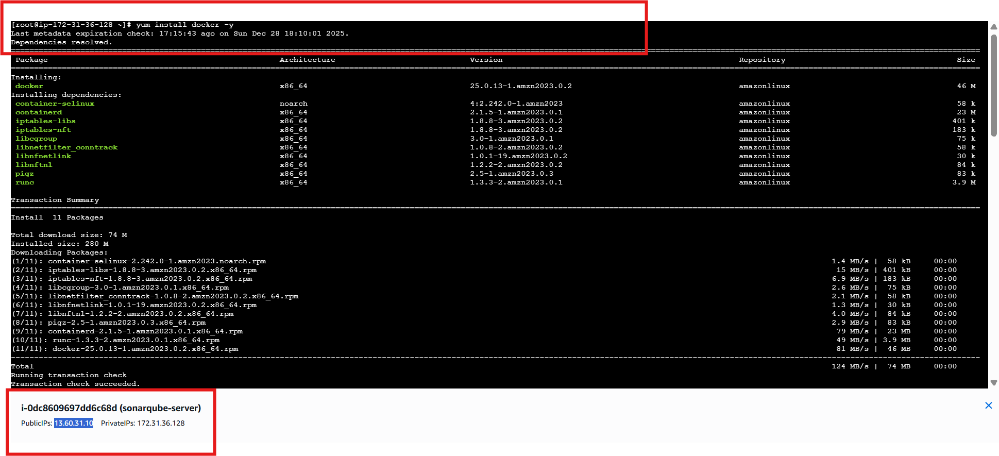 [root@ip-172-31-36-128 ~]# yum install docker -y
Last metadata expiration check: 17:15:43 ago on Sun Dec 28 18:10:01 2025.
Dependencies resolved.
Package Architecture Version Repository Size
Installing:
docker x86_64 25.0.13-1.amzn2023.0.2 amazonlinux 46 M
Installing dependencies:
container-selinux noarch 4:2.242.0-1.amzn2023 amazonlinux 58 k
containerd x86_64 2.1.5-1.amzn2023.0.1 amazonlinux 23 M
iptables-libs x86_64 1.8.8-3.amzn2023.0.2 amazonlinux 401 k
iptables-nft x86_64 1.8.8-3.amzn2023.0.2 amazonlinux 183 k
libcgroup x86_64 3.0-1.amzn2023.0.1 amazonlinux 75 k
libnetfilter_conntrack x86_64 1.0.8-2.amzn2023.0.2 amazonlinux 58 k
libnfnetlink x86_64 1.0.1-19.amzn2023.0.2 amazonlinux 30 k
libnftnl x86_64 1.2.2-2.amzn2023.0.2 amazonlinux 84 k
pigz x86_64 2.5-1.amzn2023.0.3 amazonlinux 83 k
runc x86_64 1.3.3-2.amzn2023.0.1 amazonlinux 3.9 M
Transaction Summary
Install 11 Packages
Total download size: 74 M
Installed size: 280 M
Downloading Packages:
(1/11): container-selinux-2.242.0-1.amzn2023.noarch.rpm 1.4 MB/s | 58 kB 00:00
(2/11): iptables-libs-1.8.8-3.amzn2023.0.2.x86_64.rpm 15 MB/s | 401 kB 00:00
(3/11): iptables-nft-1.8.8-3.amzn2023.0.2.x86_64.rpm 6.9 MB/s | 183 kB 00:00
(4/11): libcgroup-3.0-1.amzn2023.0.1.x86_64.rpm 2.6 MB/s | 75 kB 00:00
(5/11): libnetfilter_conntrack-1.0.8-2.amzn2023.0.2.x86_64.rpm 2.1 MB/s | 58 kB 00:00
(6/11): libnfnetlink-1.0.1-19.amzn2023.0.2.x86_64.rpm 1.3 MB/s | 30 kB 00:00
(7/11): libnftnl-1.2.2-2.amzn2023.0.2.x86_64.rpm 4.0 MB/s | 84 kB 00:00
(8/11): pigz-2.5-1.amzn2023.0.3.x86_64.rpm 2.9 MB/s | 83 kB 00:00
(9/11): containerd-2.1.5-1.amzn2023.0.1.x86_64.rpm 79 MB/s | 23 MB 00:00
(10/11): runc-1.3.3-2.amzn2023.0.1.x86_64.rpm 49 MB/s | 3.9 MB 00:00
(11/11): docker-25.0.13-1.amzn2023.0.2.x86_64.rpm 81 MB/s | 46 MB 00:00
Total 124 MB/s | 74 MB 00:00
Running transaction check
Transaction check succeeded.
i-0dc8609697dd6c68d (sonarqube-server)
PublicIPs: 13.60.31.10 PrivateIPs: 172.31.36.128